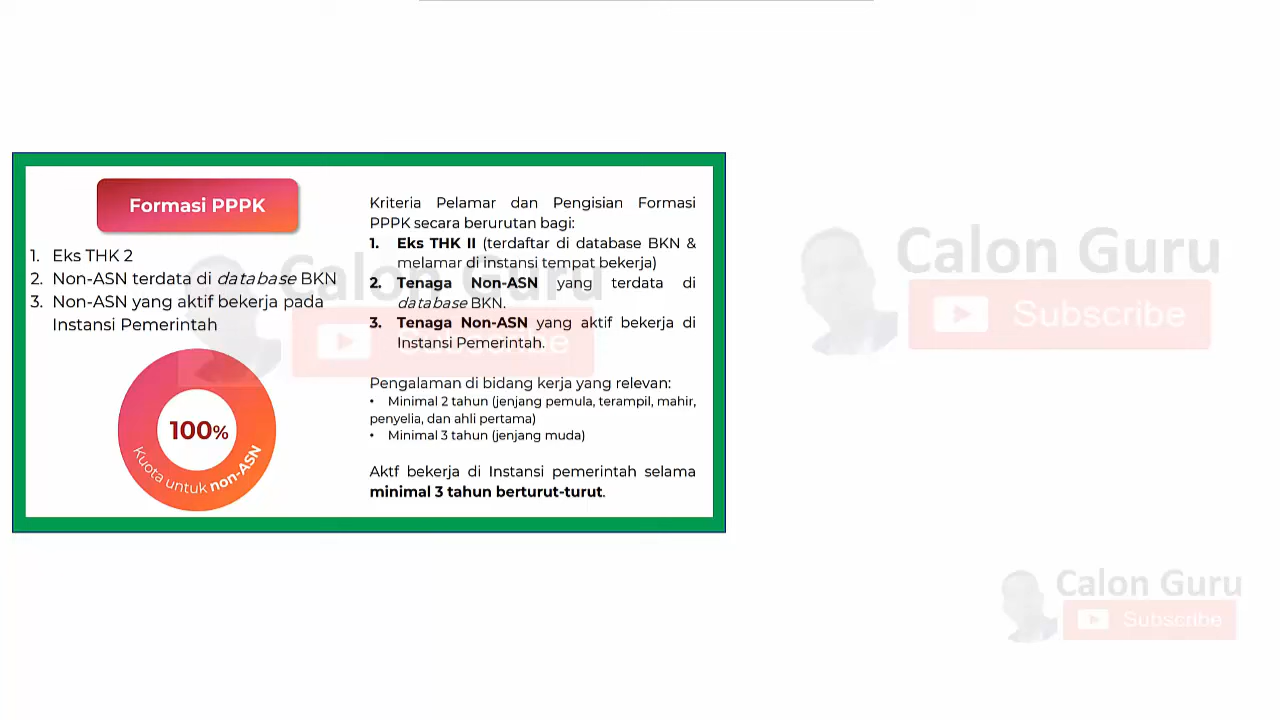 Formasi PPPK
1. Eks THK 2
2. Non-ASN terdata di database BKN
3. Non-ASN yang aktif bekerja pada
Instansi Pemerintah
100%
Kuota untuk non-ASN
Kriteria Pelamar dan Pengisian Formasi
PPPK secara berurutan bagi:
1. Eks THK II (terdaftar di database BKN &
melamar di instansi tempat bekerja)
2. Tenaga Non-ASN yang terdata di
database BKN.
3. Tenaga Non-ASN yang aktif bekerja di
Instansi Pemerintah.
Pengalaman di bidang kerja yang relevan:
• Minimal 2 tahun (jenjang pemula, terampil, mahir,
penyelia, dan ahli pertama)
• Minimal 3 tahun (jenjang muda)
Aktf bekerja di Instansi pemerintah selama
minimal 3 tahun berturut-turut.
Calon Guru
Subscribe
Calon Guru
Subscribe
Calon Guru
Subscribe